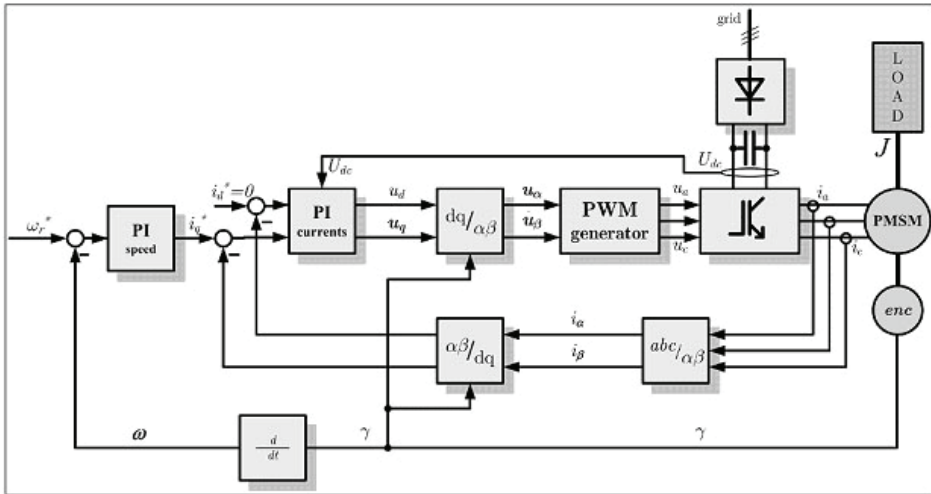 grid
LOAD
J
U_dc
U_dc
i_d*=0
u_d
u_α
u_a
i_a
ω_r*
PI
speed
i_q*
PI
currents
u_q
dq/αβ
u_β
PWM
generator
u_c
PMSM
i_c
enc
αβ/dq
i_α
i_β
abc/αβ
ω
d/dt
γ
γ